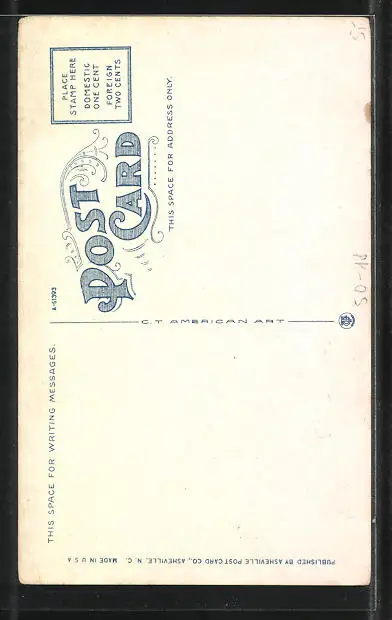 THIS SPACE FOR WRITING MESSAGES.
A-51393
POST CARD
PLACE
STAMP HERE
DOMESTIC
ONE CENT
FOREIGN
TWO CENTS
THIS SPACE FOR ADDRESS ONLY.
C.T. AMERICAN ART
PUBLISHED BY ASHEVILLE POST CARD CO., ASHEVILLE, N. C. MADE IN U S A